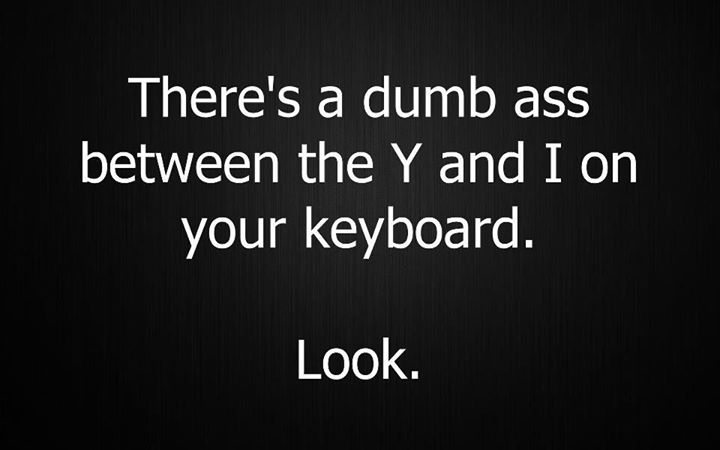 There's a dumb ass
between the Y and I on
your keyboard.
Look.